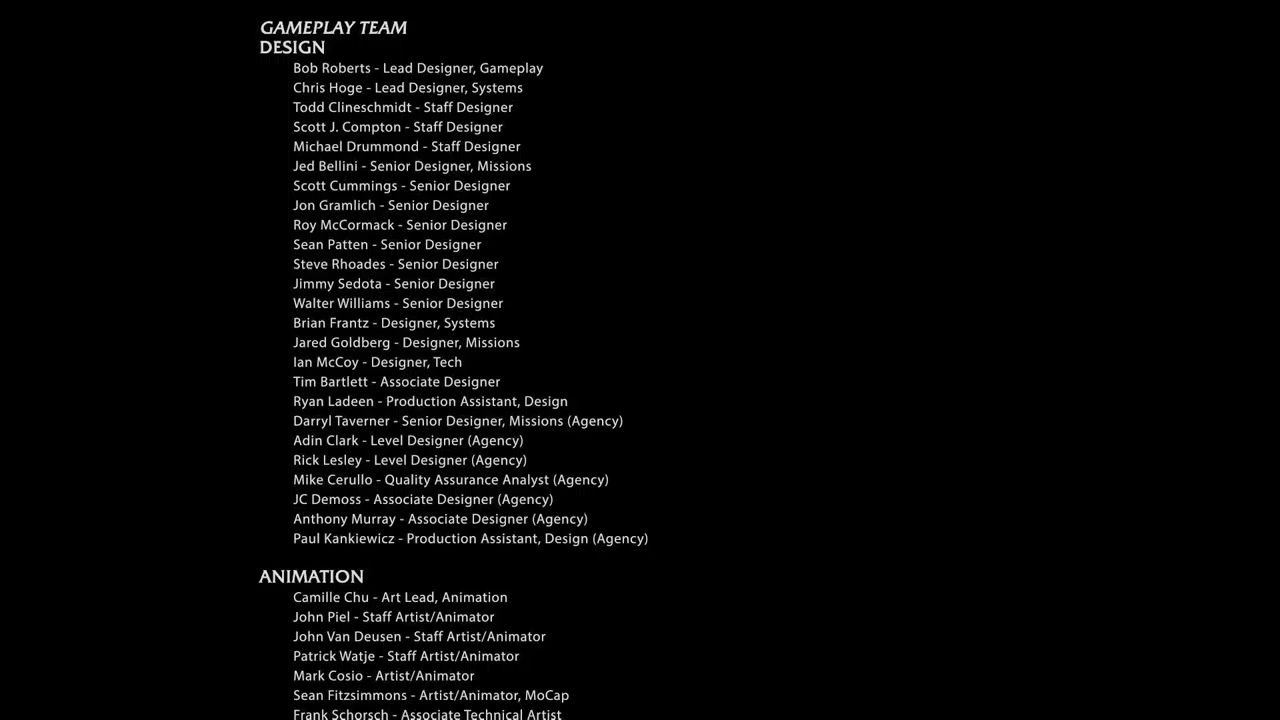 GAMEPLAY TEAM
DESIGN
Bob Roberts - Lead Designer, Gameplay
Chris Hoge - Lead Designer, Systems
Todd Clineschmidt - Staff Designer
Scott J. Compton - Staff Designer
Michael Drummond - Staff Designer
Jed Bellini - Senior Designer, Missions
Scott Cummings - Senior Designer
Jon Gramlich - Senior Designer
Roy McCormack - Senior Designer
Sean Patten - Senior Designer
Steve Rhoades - Senior Designer
Jimmy Sedota - Senior Designer
Walter Williams - Senior Designer
Brian Frantz - Designer, Systems
Jared Goldberg - Designer, Missions
Ian McCoy - Designer, Tech
Tim Bartlett - Associate Designer
Ryan Ladeen - Production Assistant, Design
Darryl Taverner - Senior Designer, Missions (Agency)
Adin Clark - Level Designer (Agency)
Rick Lesley - Level Designer (Agency)
Mike Cerullo - Quality Assurance Analyst (Agency)
JC Demoss - Associate Designer (Agency)
Anthony Murray - Associate Designer (Agency)
Paul Kankiewicz - Production Assistant, Design (Agency)
ANIMATION
Camille Chu - Art Lead, Animation
John Piel - Staff Artist/Animator
John Van Deusen - Staff Artist/Animator
Patrick Watje - Staff Artist/Animator
Mark Cosio - Artist/Animator
Sean Fitzsimmons - Artist/Animator, MoCap
Frank Schorsch - Associate Technical Artist